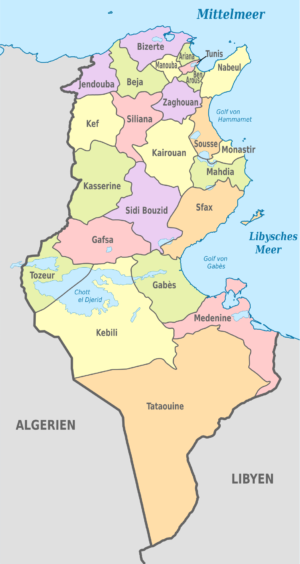 Mittelmeer
Bizerte
Tunis
Ariana
Manouba
Ben
Arous
Nabeul
Jendouba
Beja
Zaghouan
Golf von
Hammamet
Kef
Siliana
Sousse
Monastir
Kairouan
Mahdia
Kasserine
Sidi Bouzid
Sfax
Libysches
Meer
Gafsa
Golf von
Gabès
Tozeur
Chott
el Djerid
Gabès
Medenine
Kebili
Tataouine
ALGERIEN
LIBYEN